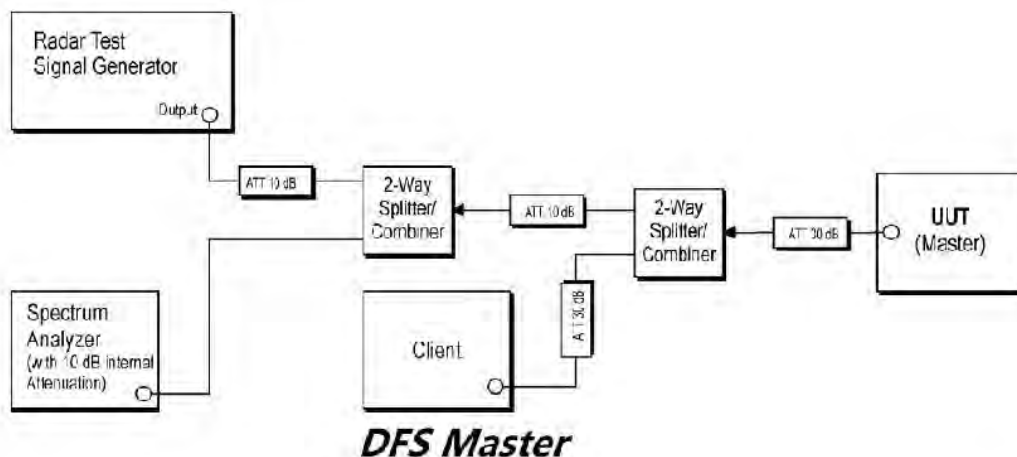 Radar Test
Signal Generator
Output
ATT 10 dB
2-Way
Splitter/
Combiner
ATT 10 dB
2-Way
Splitter/
Combiner
ATT 30 dB
UUT
(Master)
Spectrum
Analyzer
(with 10 dB internal
Attenuation)
Client
ATT 30 dB
DFS Master